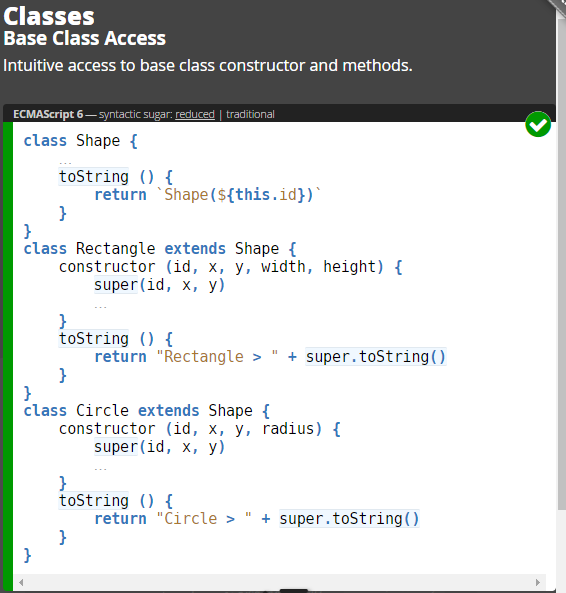 Classes
Base Class Access
Intuitive access to base class constructor and methods.
ECMAScript 6 — syntactic sugar: reduced | traditional
class Shape {
    …
    toString () {
        return `Shape(${this.id})`
    }
}
class Rectangle extends Shape {
    constructor (id, x, y, width, height) {
        super(id, x, y)
        …
    }
    toString () {
        return "Rectangle > " + super.toString()
    }
}
class Circle extends Shape {
    constructor (id, x, y, radius) {
        super(id, x, y)
        …
    }
    toString () {
        return "Circle > " + super.toString()
    }
}